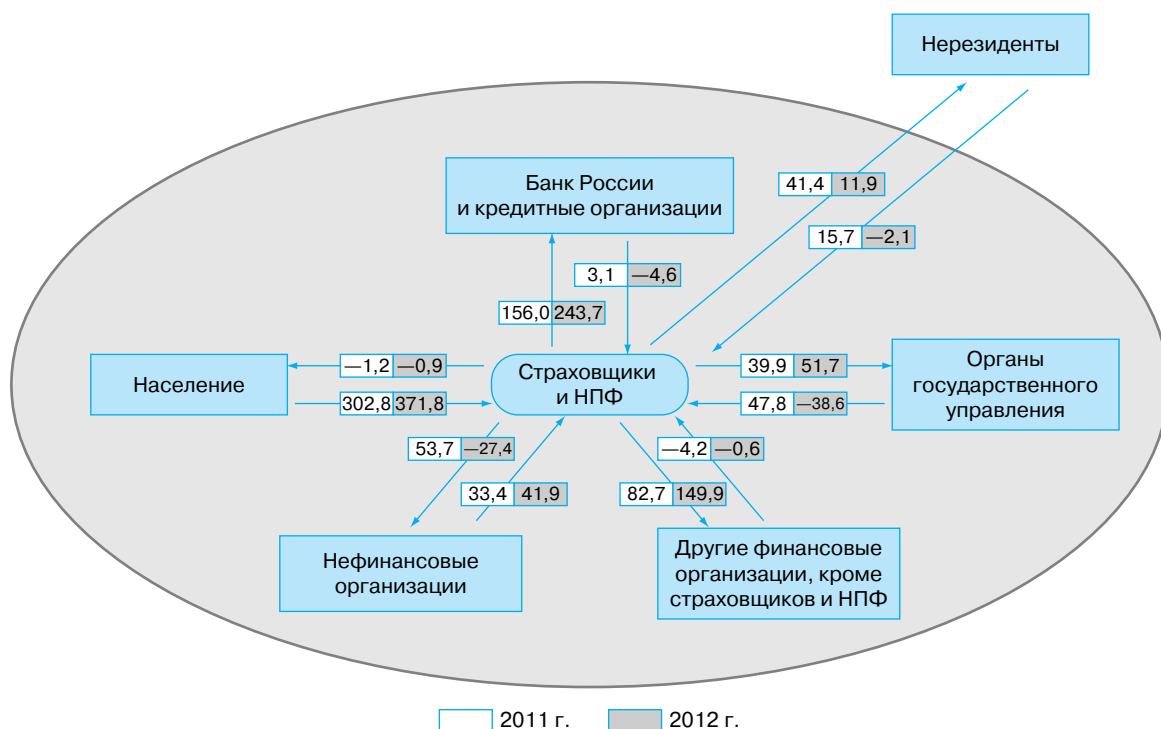 Нерезиденты
Банк России
и кредитные организации
41,4 11,9
15,7 —2,1
3,1 —4,6
156,0 243,7
Население
—1,2 —0,9
302,8 371,8
Страховщики
и НПФ
39,9 51,7
47,8 —38,6
Органы
государственного
управления
53,7 —27,4
—4,2 —0,6
33,4 41,9
82,7 149,9
Нефинансовые
организации
Другие финансовые
организации, кроме
страховщиков и НПФ
2011 г. 2012 г.